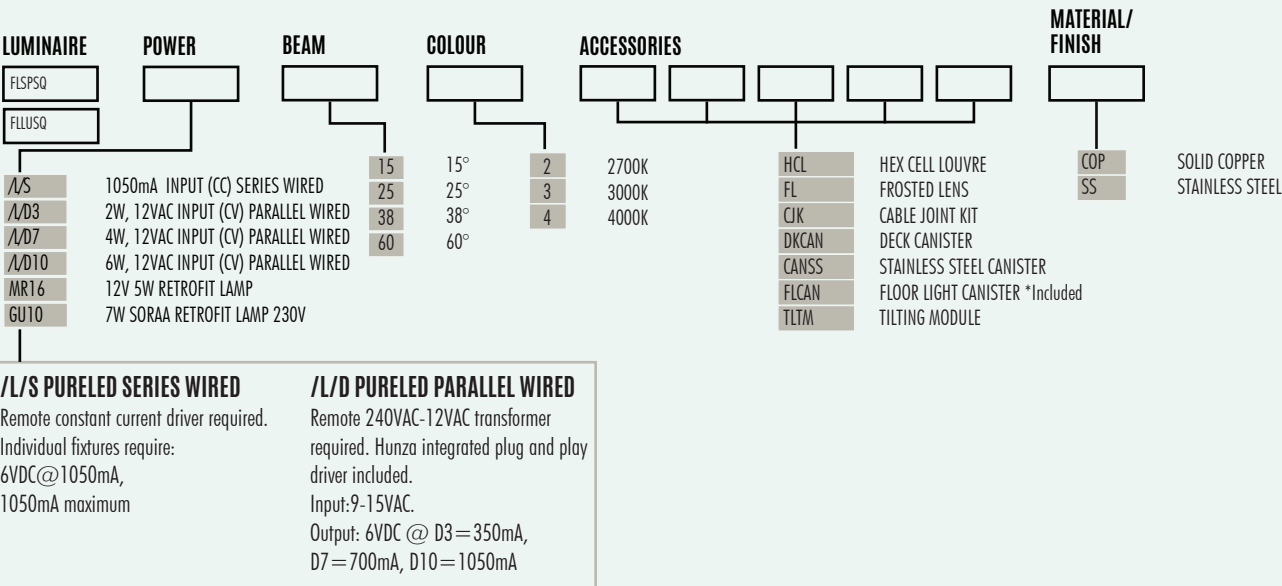 LUMINAIRE POWER BEAM COLOUR ACCESSORIES MATERIAL/
FINISH
FLSPSQ
FLLUSQ
/L/S 1050mA INPUT (CC) SERIES WIRED
/L/D3 2W, 12VAC INPUT (CV) PARALLEL WIRED
/L/D7 4W, 12VAC INPUT (CV) PARALLEL WIRED
/L/D10 6W, 12VAC INPUT (CV) PARALLEL WIRED
MR16 12V 5W RETROFIT LAMP
GU10 7W SORAA RETROFIT LAMP 230V
15 15°
25 25°
38 38°
60 60°
2 2700K
3 3000K
4 4000K
HCL HEX CELL LOUVRE
FL FROSTED LENS
CJK CABLE JOINT KIT
DKCAN DECK CANISTER
CANSS STAINLESS STEEL CANISTER
FLCAN FLOOR LIGHT CANISTER *Included
TLTM TILTING MODULE
COP SOLID COPPER
SS STAINLESS STEEL
/L/S PURELED SERIES WIRED
Remote constant current driver required.
Individual fixtures require:
6VDC@1050mA,
1050mA maximum
/L/D PURELED PARALLEL WIRED
Remote 240VAC-12VAC transformer
required. Hunza integrated plug and play
driver included.
Input:9-15VAC.
Output: 6VDC @ D3=350mA,
D7=700mA, D10=1050mA